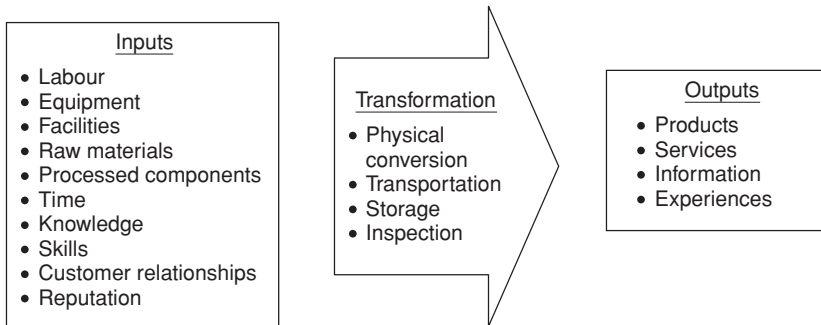 Inputs
• Labour
• Equipment
• Facilities
• Raw materials
• Processed components
• Time
• Knowledge
• Skills
• Customer relationships
• Reputation
Transformation
• Physical
conversion
• Transportation
• Storage
• Inspection
Outputs
• Products
• Services
• Information
• Experiences